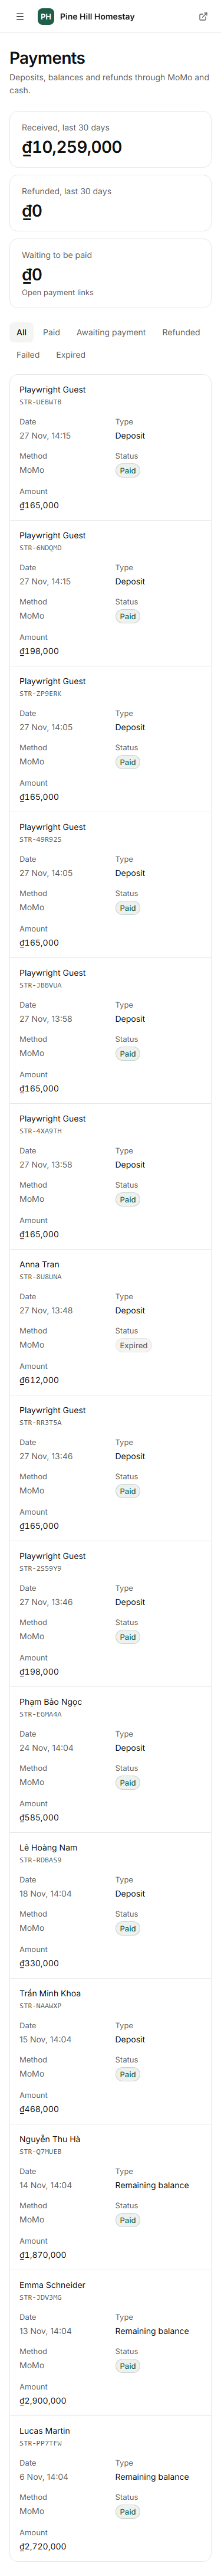 PH Pine Hill Homestay
Payments
Deposits, balances and refunds through MoMo and
cash.
Received, last 30 days
₫10,259,000
Refunded, last 30 days
₫0
Waiting to be paid
₫0
Open payment links
All Paid Awaiting payment Refunded
Failed Expired
Playwright Guest
STR-UEBWTB
Date Type
27 Nov, 14:15 Deposit
Method Status
MoMo Paid
Amount
₫165,000
Playwright Guest
STR-6NDQMD
Date Type
27 Nov, 14:15 Deposit
Method Status
MoMo Paid
Amount
₫198,000
Playwright Guest
STR-ZP9ERK
Date Type
27 Nov, 14:05 Deposit
Method Status
MoMo Paid
Amount
₫165,000
Playwright Guest
STR-49R92S
Date Type
27 Nov, 14:05 Deposit
Method Status
MoMo Paid
Amount
₫165,000
Playwright Guest
STR-JBBVUA
Date Type
27 Nov, 13:58 Deposit
Method Status
MoMo Paid
Amount
₫165,000
Playwright Guest
STR-4XA9TH
Date Type
27 Nov, 13:58 Deposit
Method Status
MoMo Paid
Amount
₫165,000
Anna Tran
STR-8U8UNA
Date Type
27 Nov, 13:48 Deposit
Method Status
MoMo Expired
Amount
₫612,000
Playwright Guest
STR-RR3T5A
Date Type
27 Nov, 13:46 Deposit
Method Status
MoMo Paid
Amount
₫165,000
Playwright Guest
STR-2S59Y9
Date Type
27 Nov, 13:46 Deposit
Method Status
MoMo Paid
Amount
₫198,000
Phạm Bảo Ngọc
STR-EGMA4A
Date Type
24 Nov, 14:04 Deposit
Method Status
MoMo Paid
Amount
₫585,000
Lê Hoàng Nam
STR-RDBAS9
Date Type
18 Nov, 14:04 Deposit
Method Status
MoMo Paid
Amount
₫330,000
Trần Minh Khoa
STR-NAAWXP
Date Type
15 Nov, 14:04 Deposit
Method Status
MoMo Paid
Amount
₫468,000
Nguyễn Thu Hà
STR-Q7MUEB
Date Type
14 Nov, 14:04 Remaining balance
Method Status
MoMo Paid
Amount
₫1,870,000
Emma Schneider
STR-JDV3MG
Date Type
13 Nov, 14:04 Remaining balance
Method Status
MoMo Paid
Amount
₫2,900,000
Lucas Martin
STR-PP7TFW
Date Type
6 Nov, 14:04 Remaining balance
Method Status
MoMo Paid
Amount
₫2,720,000